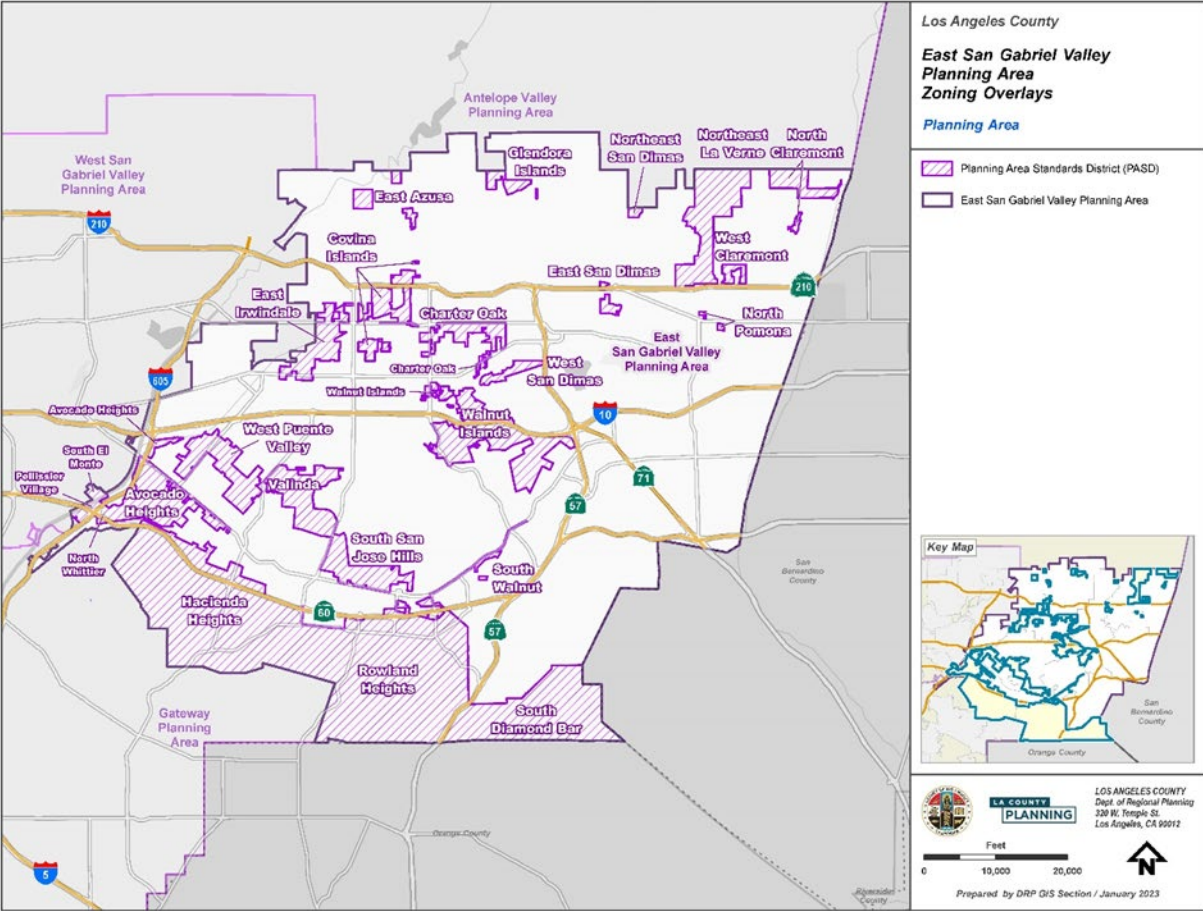 Los Angeles County
East San Gabriel Valley
Planning Area
Zoning Overlays
Planning Area
Planning Area Standards District (PASD)
East San Gabriel Valley Planning Area
Antelope Valley
Planning Area
West San
Gabriel Valley
Planning Area
Glendora
Islands
Northeast
San Dimas
Northeast
La Verne
North
Claremont
East Azusa
210
Covina
Islands
West
Claremont
East San Dimas
210
East
Irwindale
Charter Oak
North
Pomona
East
San Gabriel Valley
Planning Area
Charter Oak
West
San Dimas
605
Walnut Islands
Avocado Heights
10
Walnut
Islands
West Puente
Valley
South El
Monte
Pellissier
Village
Valinda
71
Avocado
Heights
57
South San
Jose Hills
North
Whittier
South
Walnut
San
Bernardino
County
Hacienda
Heights
60
57
Rowland
Heights
South
Diamond Bar
Gateway
Planning
Area
Orange County
5
Riverside
County
Key Map
San
Bernardino
County
Orange County
LA COUNTY
PLANNING
LOS ANGELES COUNTY
Dept. of Regional Planning
320 W. Temple St.
Los Angeles, CA 90012
Feet
5 10,000 20,000
N
Prepared by DRP GIS Section / January 2023